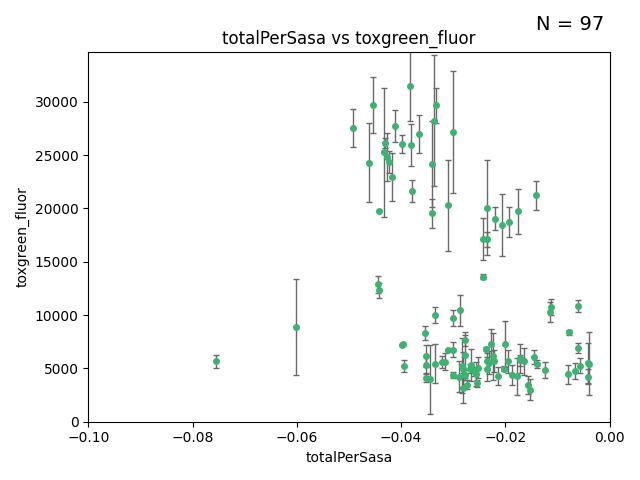 N = 97
totalPerSasa vs toxgreen_fluor
30000
25000
20000
15000
10000
5000
0
toxgreen_fluor
−0.10 −0.08 −0.06 −0.04 −0.02 0.00
totalPerSasa